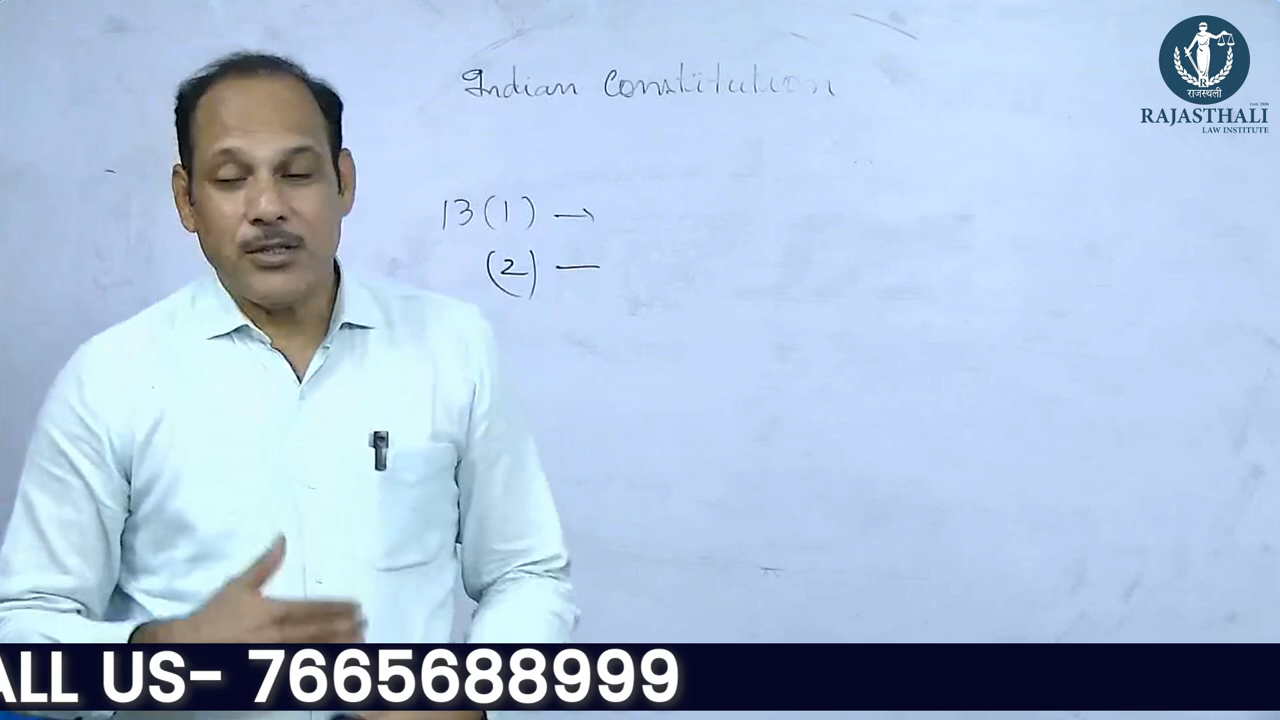 Indian Constitution
13(1) →
(2) —
राजस्थली
RAJASTHALI
LAW INSTITUTE
ALL US- 7665688999